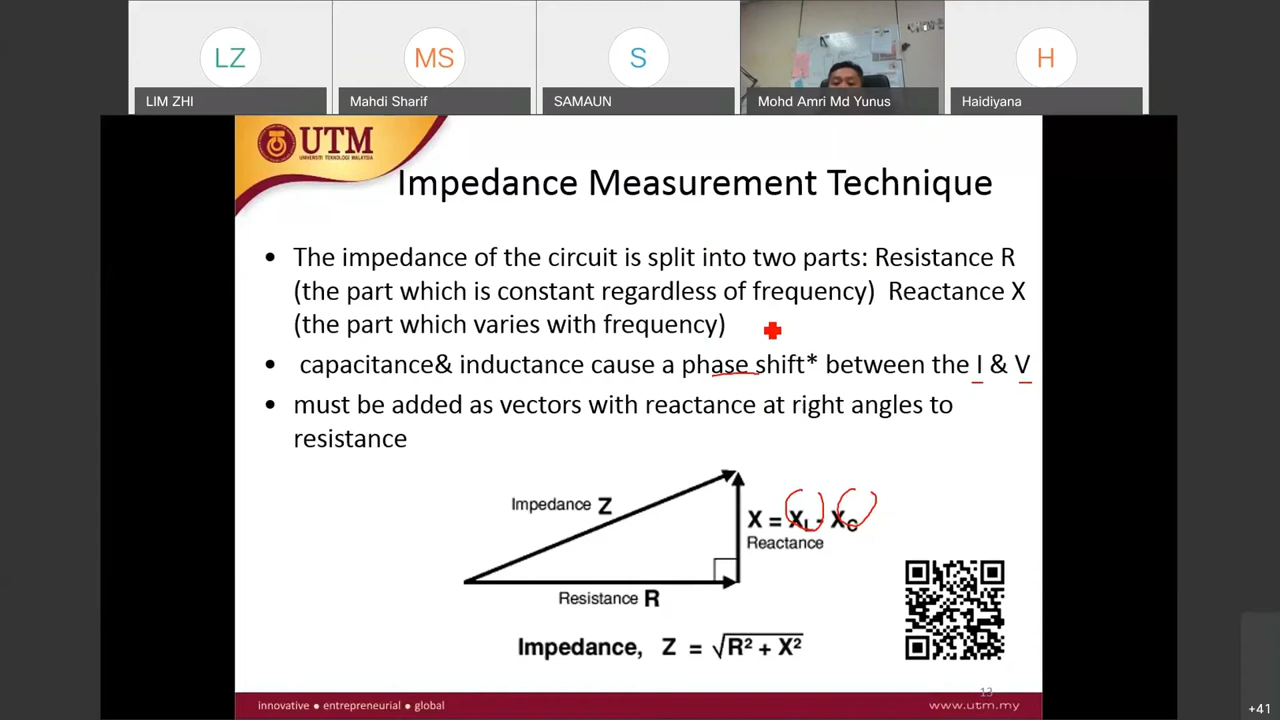 LZ
MS
S
H
LIM ZHI
Mahdi Sharif
SAMAUN
Mohd Amri Md Yunus
Haidiyana
UTM
UNIVERSITI TEKNOLOGI MALAYSIA
Impedance Measurement Technique
• The impedance of the circuit is split into two parts: Resistance R
(the part which is constant regardless of frequency) Reactance X
(the part which varies with frequency)
• capacitance& inductance cause a phase shift* between the I & V
• must be added as vectors with reactance at right angles to
resistance
Impedance Z
X = XL - XC
Reactance
Resistance R
Impedance, Z = √R² + X²
13
innovative ● entrepreneurial ● global
www.utm.my
+41